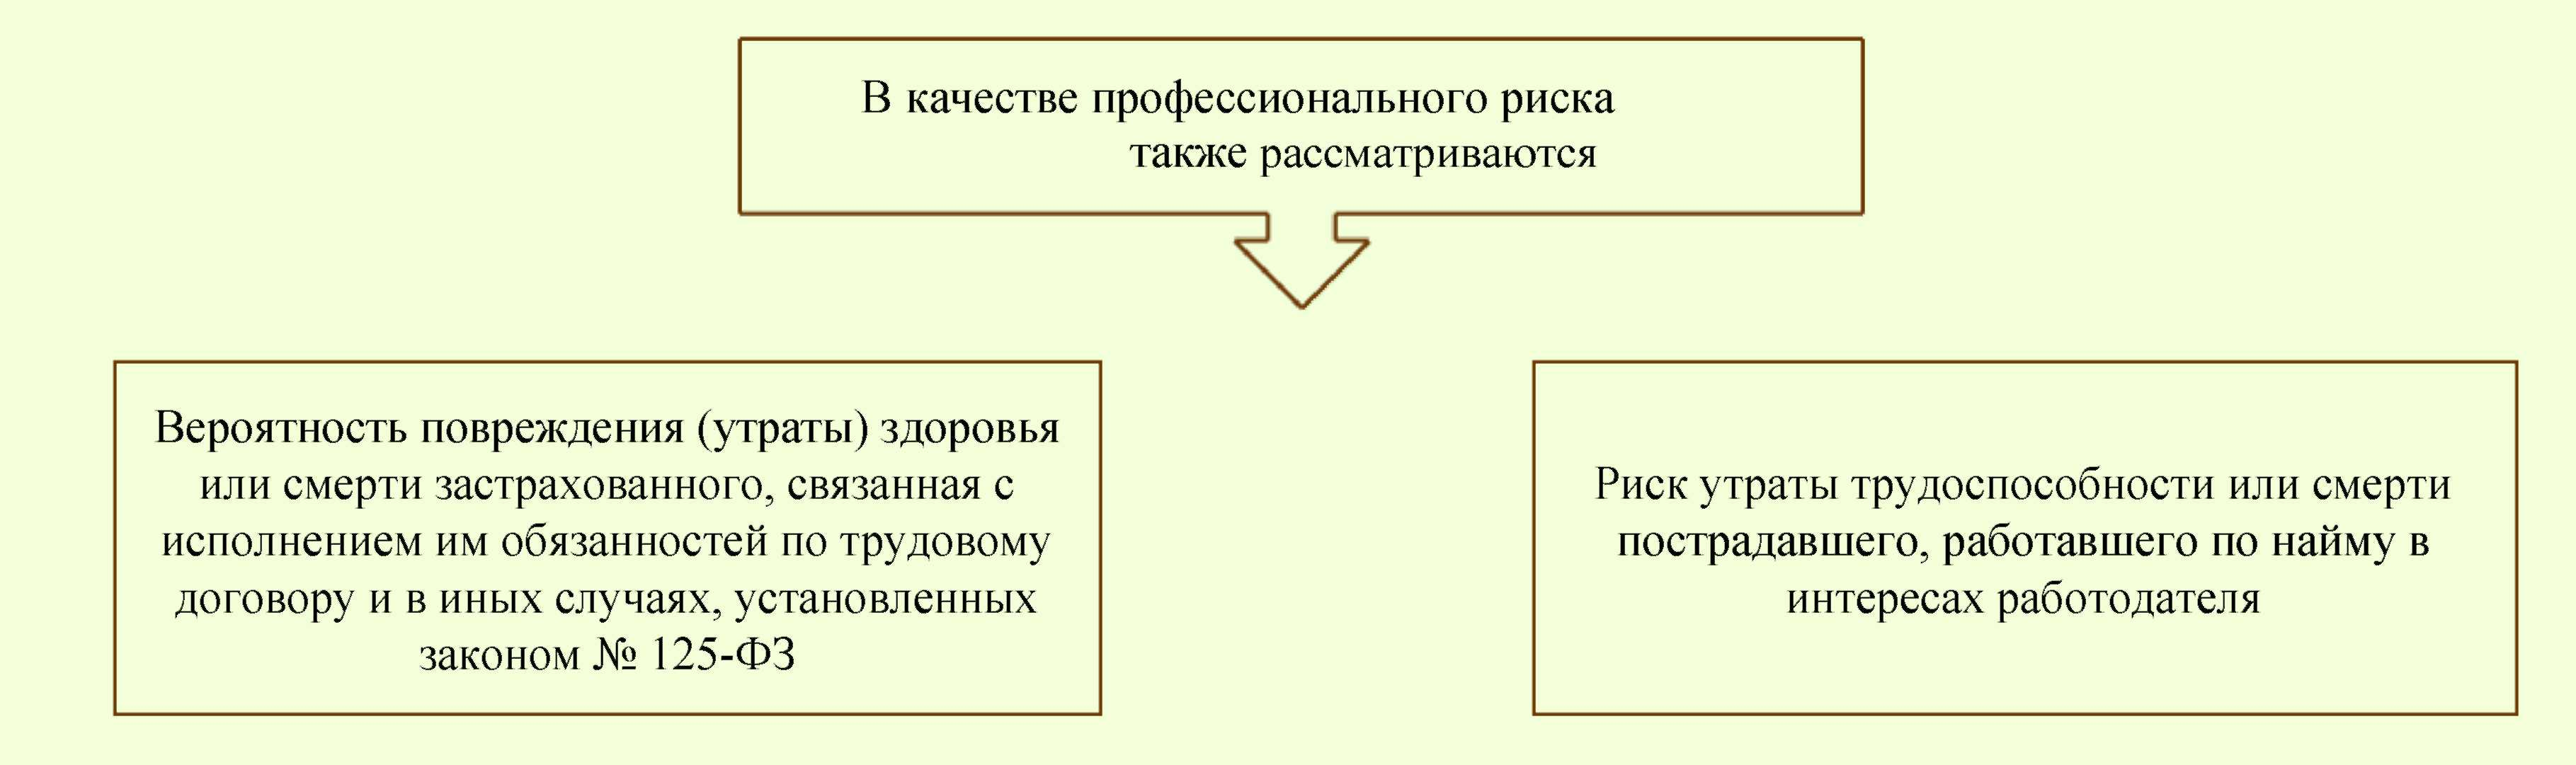 В качестве профессионального риска
также рассматриваются
Вероятность повреждения (утраты) здоровья
или смерти застрахованного, связанная с
исполнением им обязанностей по трудовому
договору и в иных случаях, установленных
законом № 125-ФЗ
Риск утраты трудоспособности или смерти
пострадавшего, работавшего по найму в
интересах работодателя